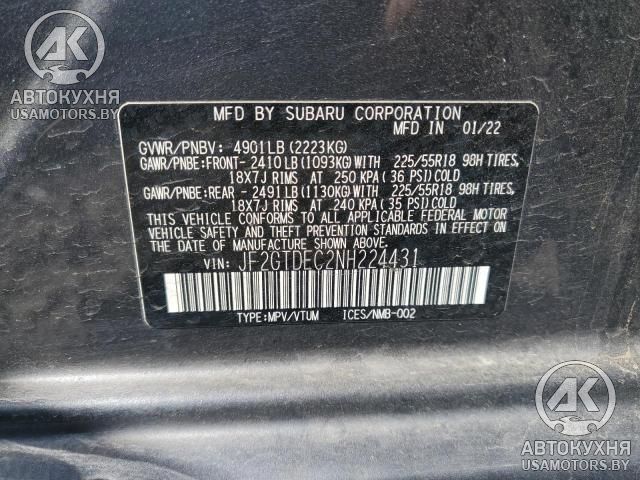 AK
АВТОКУХНЯ
USAMOTORS.BY
MFD BY SUBARU CORPORATION
MFD IN 01/22
GVWR/PNBV: 4901LB (2223KG)
GAWR/PNBE:FRONT- 2410LB (1093KG)WITH 225/55R18 98H TIRES,
18X7J RIMS AT 250 KPA (36 PSI)COLD
GAWR/PNBE:REAR - 2491LB (1130KG)WITH 225/55R18 98H TIRES,
18X7J RIMS AT 240 KPA (35 PSI)COLD
THIS VEHICLE CONFORMS TO ALL APPLICABLE FEDERAL MOTOR
VEHICLE SAFETY AND THEFT PREVENTION STANDARDS IN EFFECT
ON THE DATE OF MANUFACTURE SHOWN ABOVE.
VIN: JF2GTDEC2NH224431
TYPE:MPV/VTUM ICES/NMB-002
AK
АВТОКУХНЯ
USAMOTORS.BY